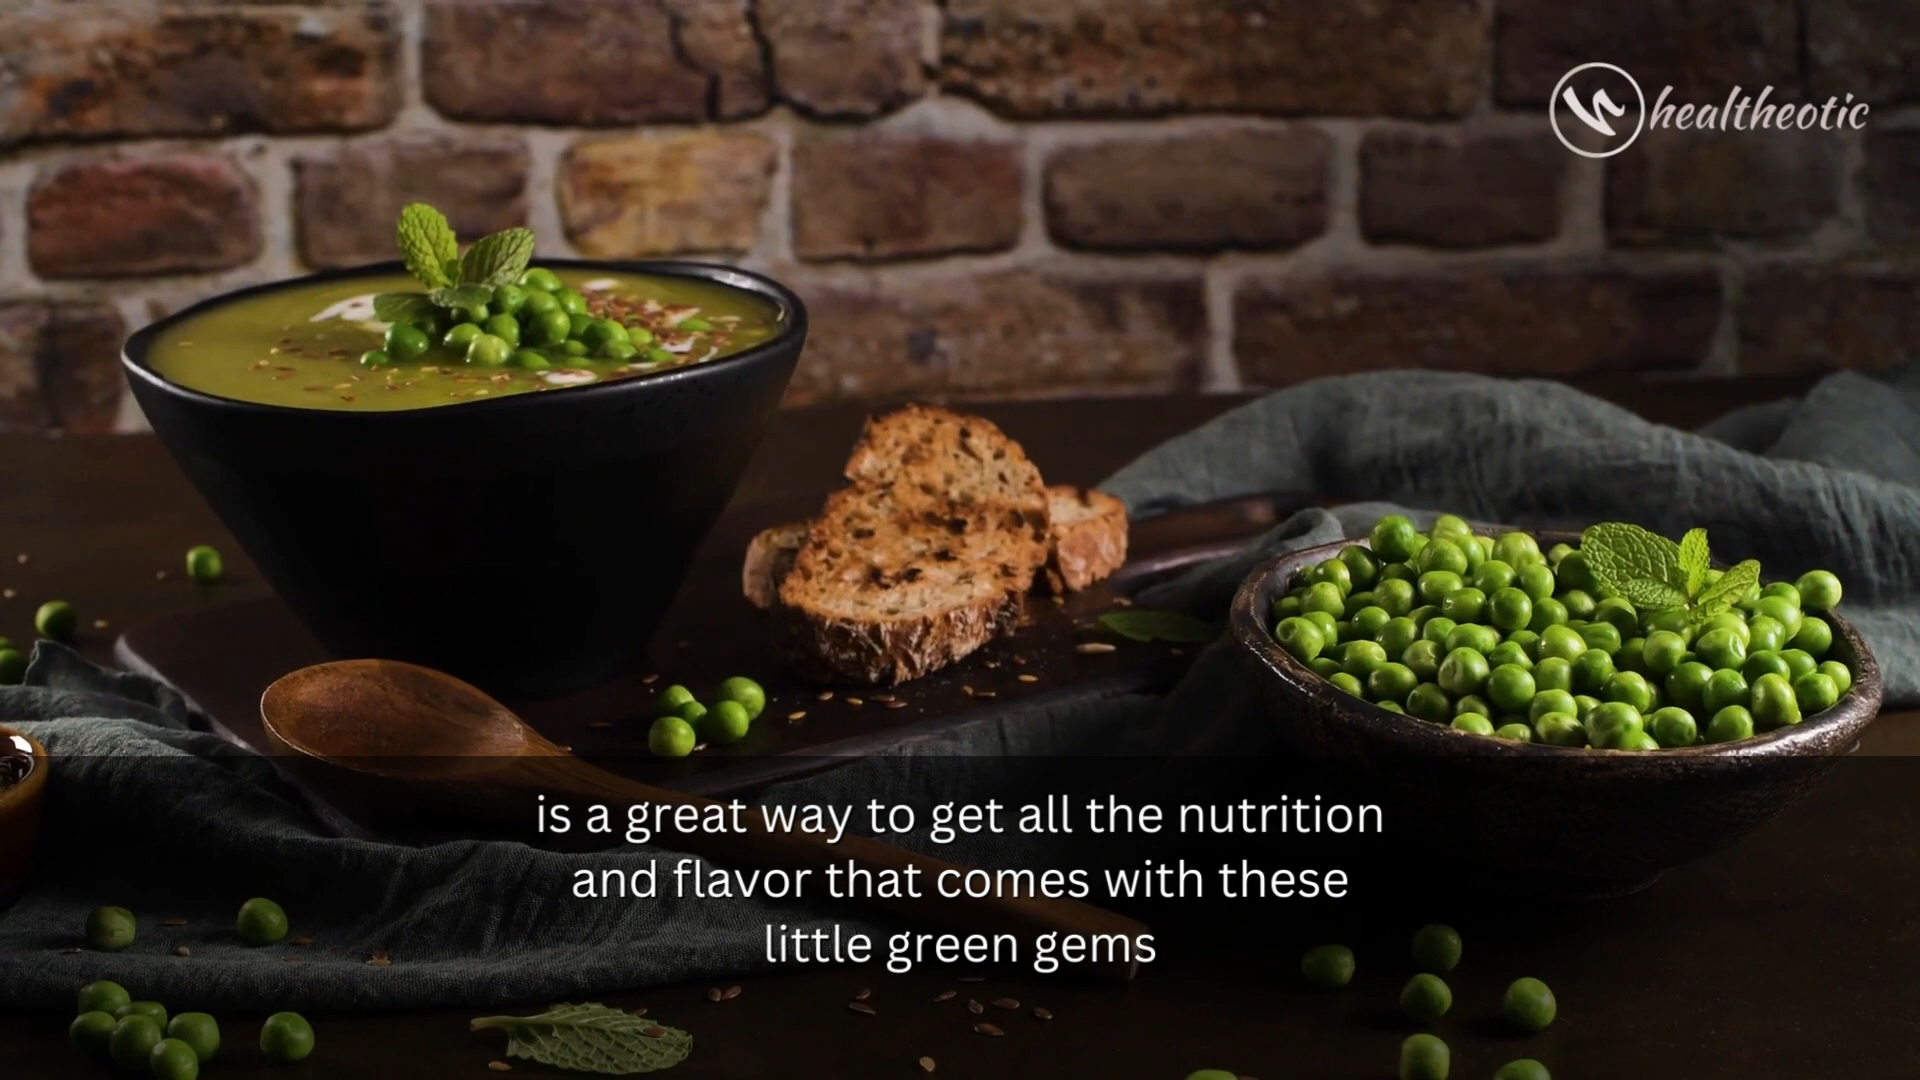 healtheotic
is a great way to get all the nutrition
and flavor that comes with these
little green gems